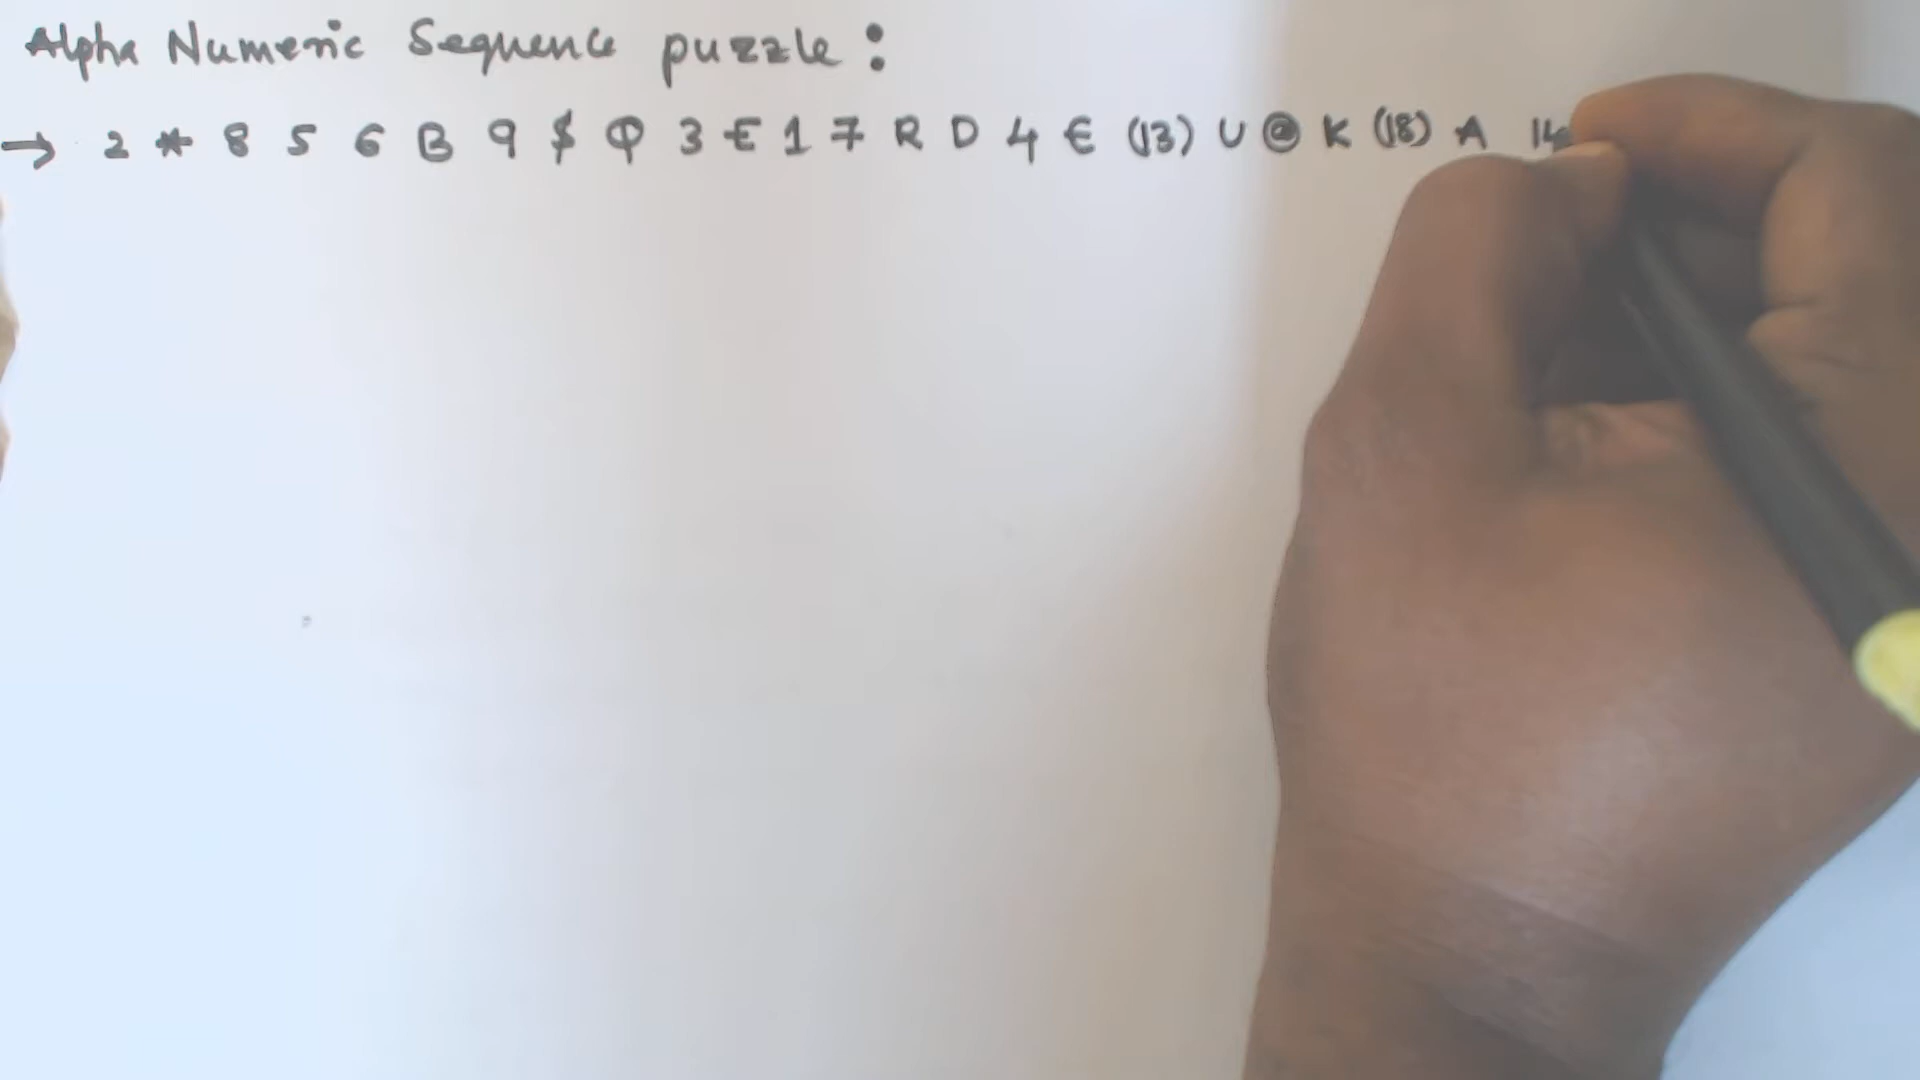 Alpha Numeric Sequence puzzle :
→ 2 * 8 5 6 B 9 $ Q 3 E 1 7 R D 4 € (13) U @ K (18) A